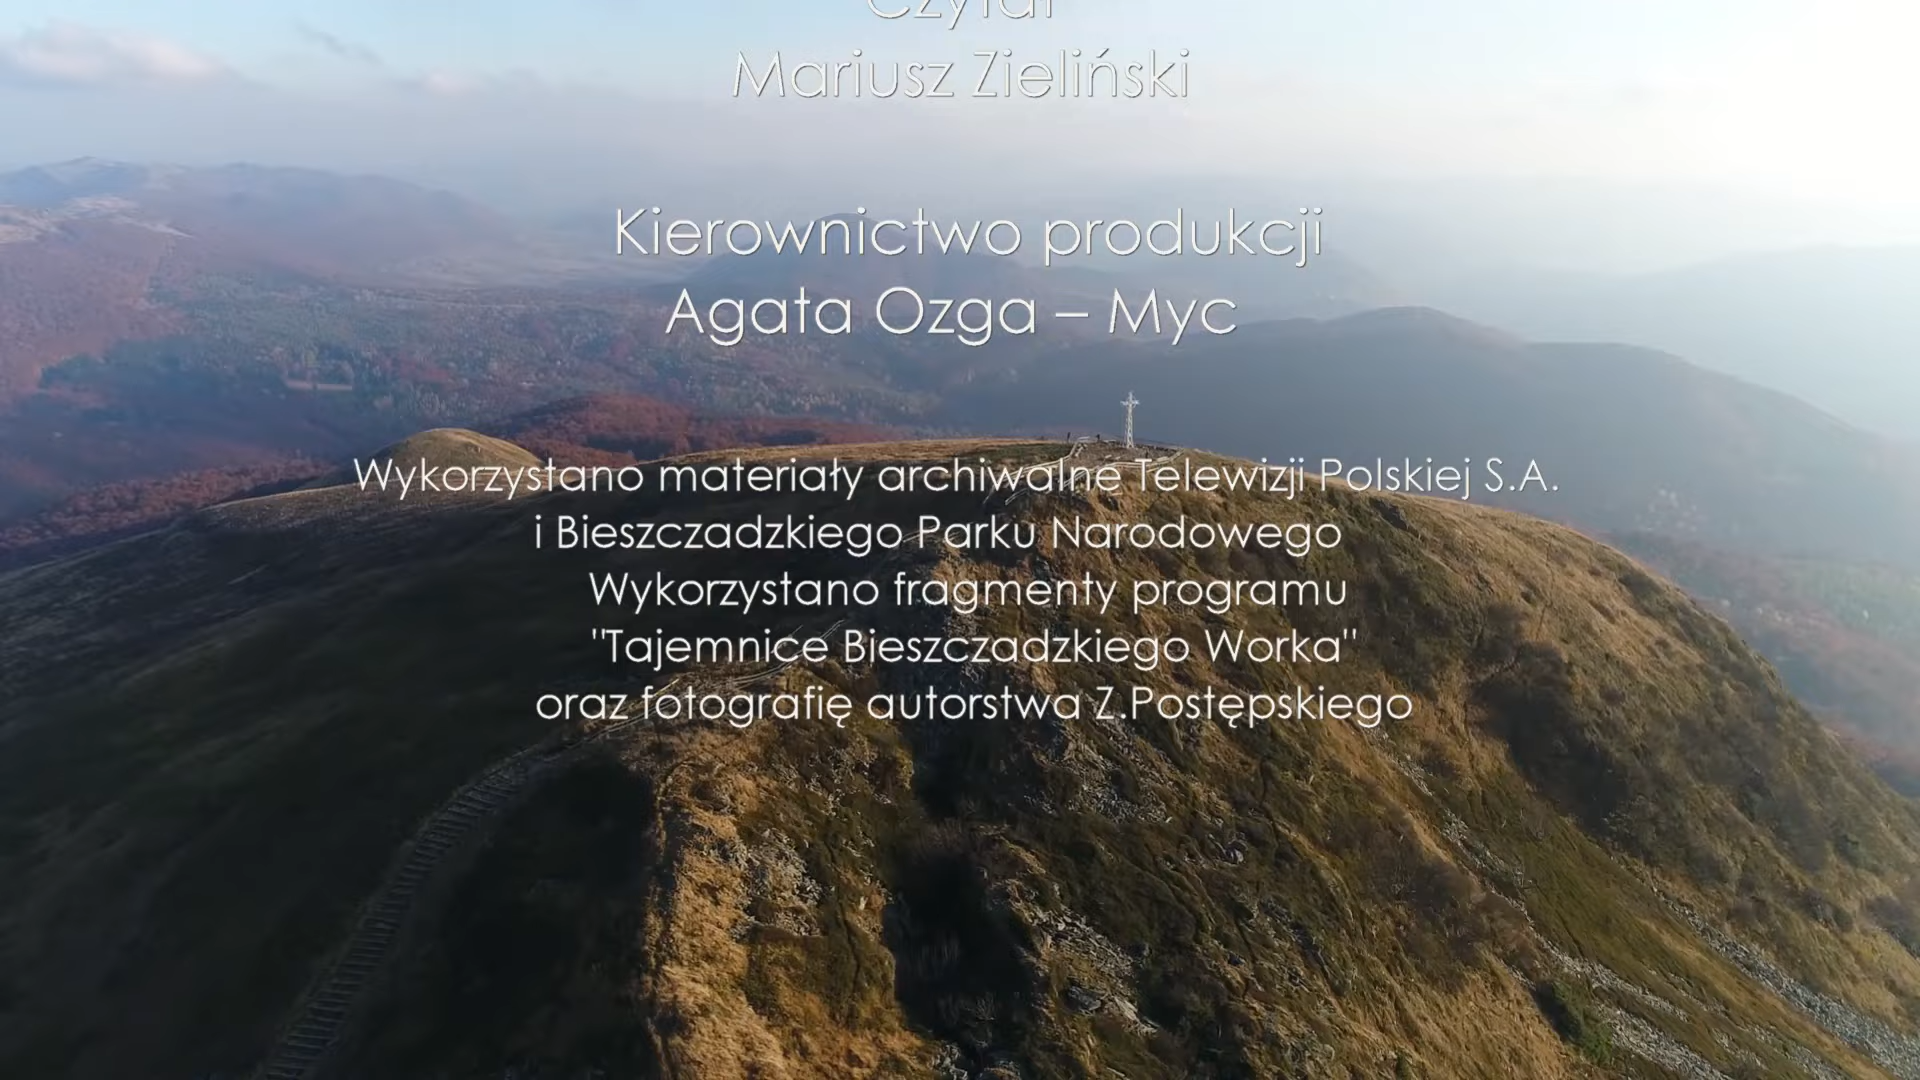 Czytał
Mariusz Zieliński
Kierownictwo produkcji
Agata Ozga – Myc
Wykorzystano materiały archiwalne Telewizji Polskiej S.A.
i Bieszczadzkiego Parku Narodowego
Wykorzystano fragmenty programu
"Tajemnice Bieszczadzkiego Worka"
oraz fotografię autorstwa Z.Postępskiego